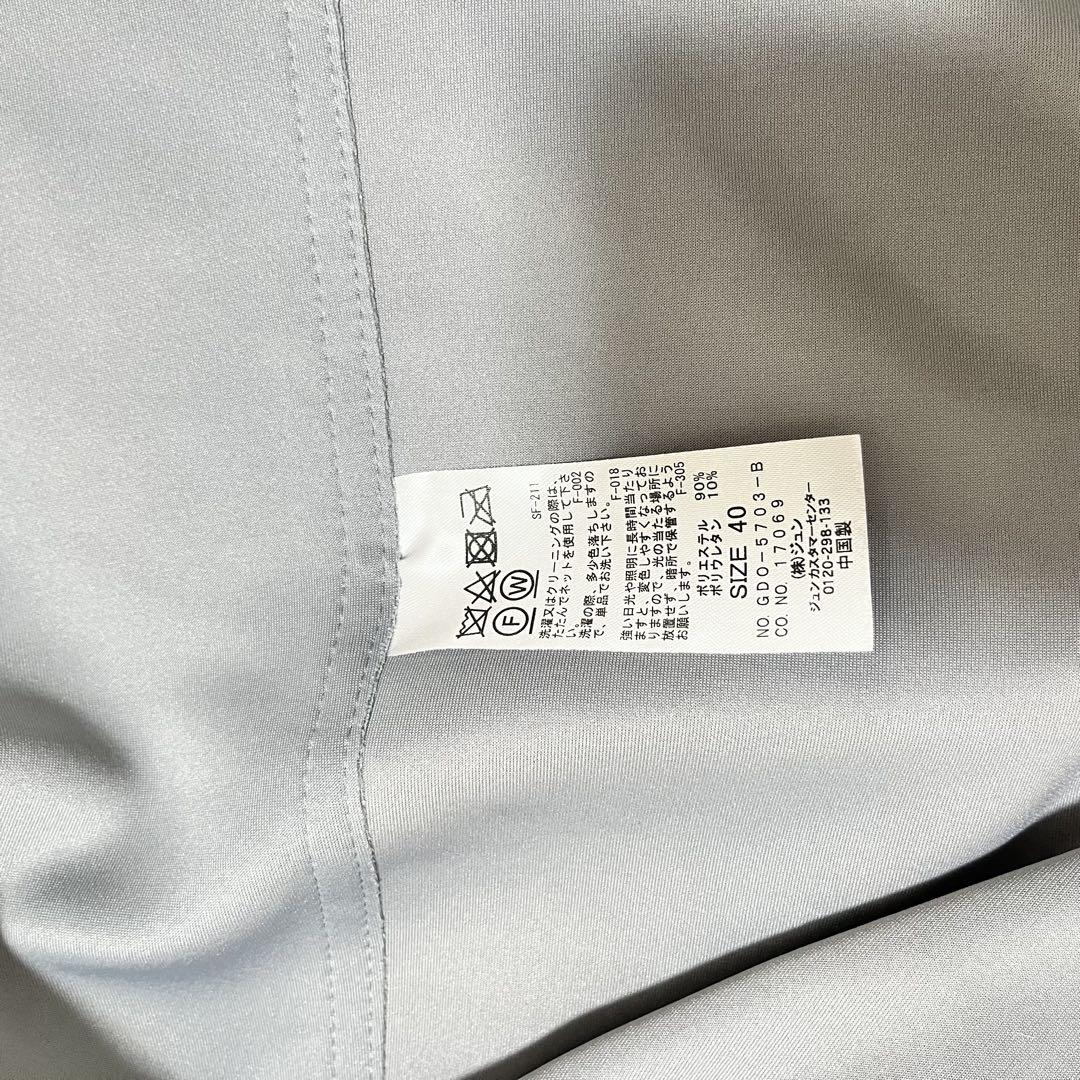 Ⓕ Ⓦ
SF-211
洗濯又はクリーニングの際は、
たたんでネットを使用して下さ
い。 F-002
洗濯の際、多少色落ちしますの
で、単品でお洗い下さい。
F-018
強い日光や照明に長時間当たり
ますと、変色しやすくなってお
りますので、光の当たる場所に
放置せず、暗所で保管するよう
お願いします。 F-305
ポリエステル 90%
ポリウレタン 10%
SIZE 40
NO. GDO-5703-B
CO. NO. 17069
(株)ジュン
ジュンカスタマーセンター
0120-298-133
中国製